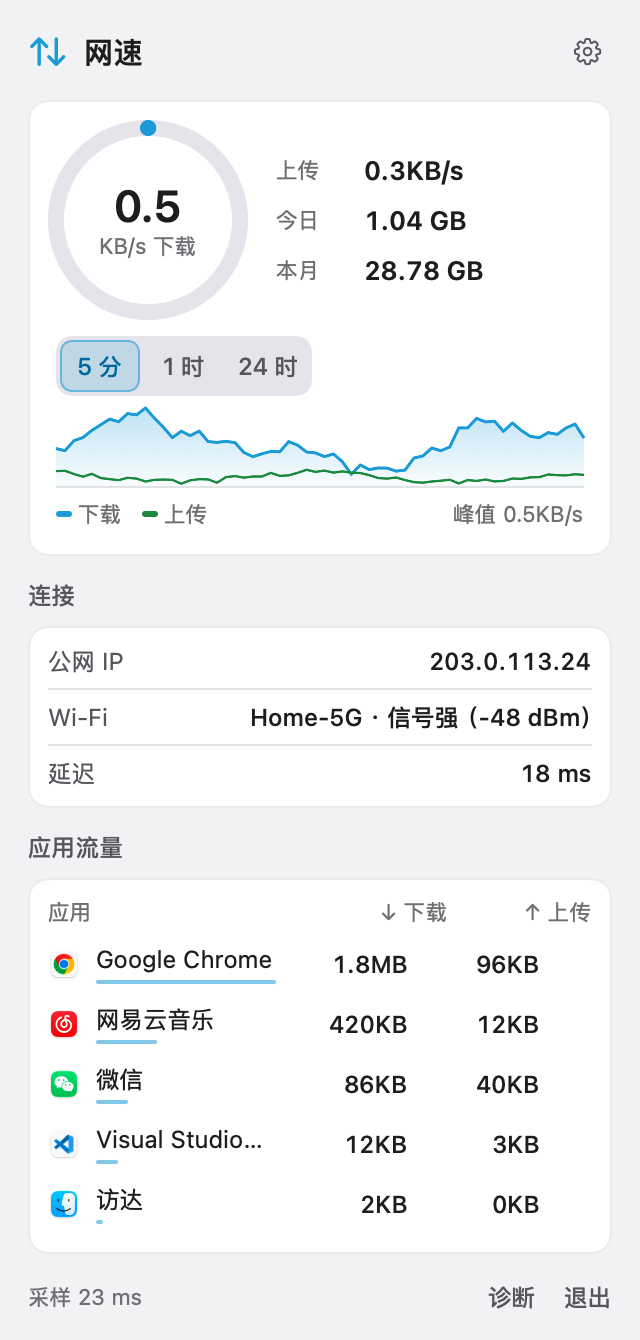 网速
0.5
KB/s 下载
上传 0.3KB/s
今日 1.04 GB
本月 28.78 GB
5 分 1 时 24 时
下载 上传 峰值 0.5KB/s
连接
公网 IP 203.0.113.24
Wi-Fi Home-5G · 信号强（-48 dBm）
延迟 18 ms
应用流量
应用 ↓ 下载 ↑ 上传
Google Chrome 1.8MB 96KB
网易云音乐 420KB 12KB
微信 86KB 40KB
Visual Studio... 12KB 3KB
访达 2KB 0KB
采样 23 ms 诊断 退出